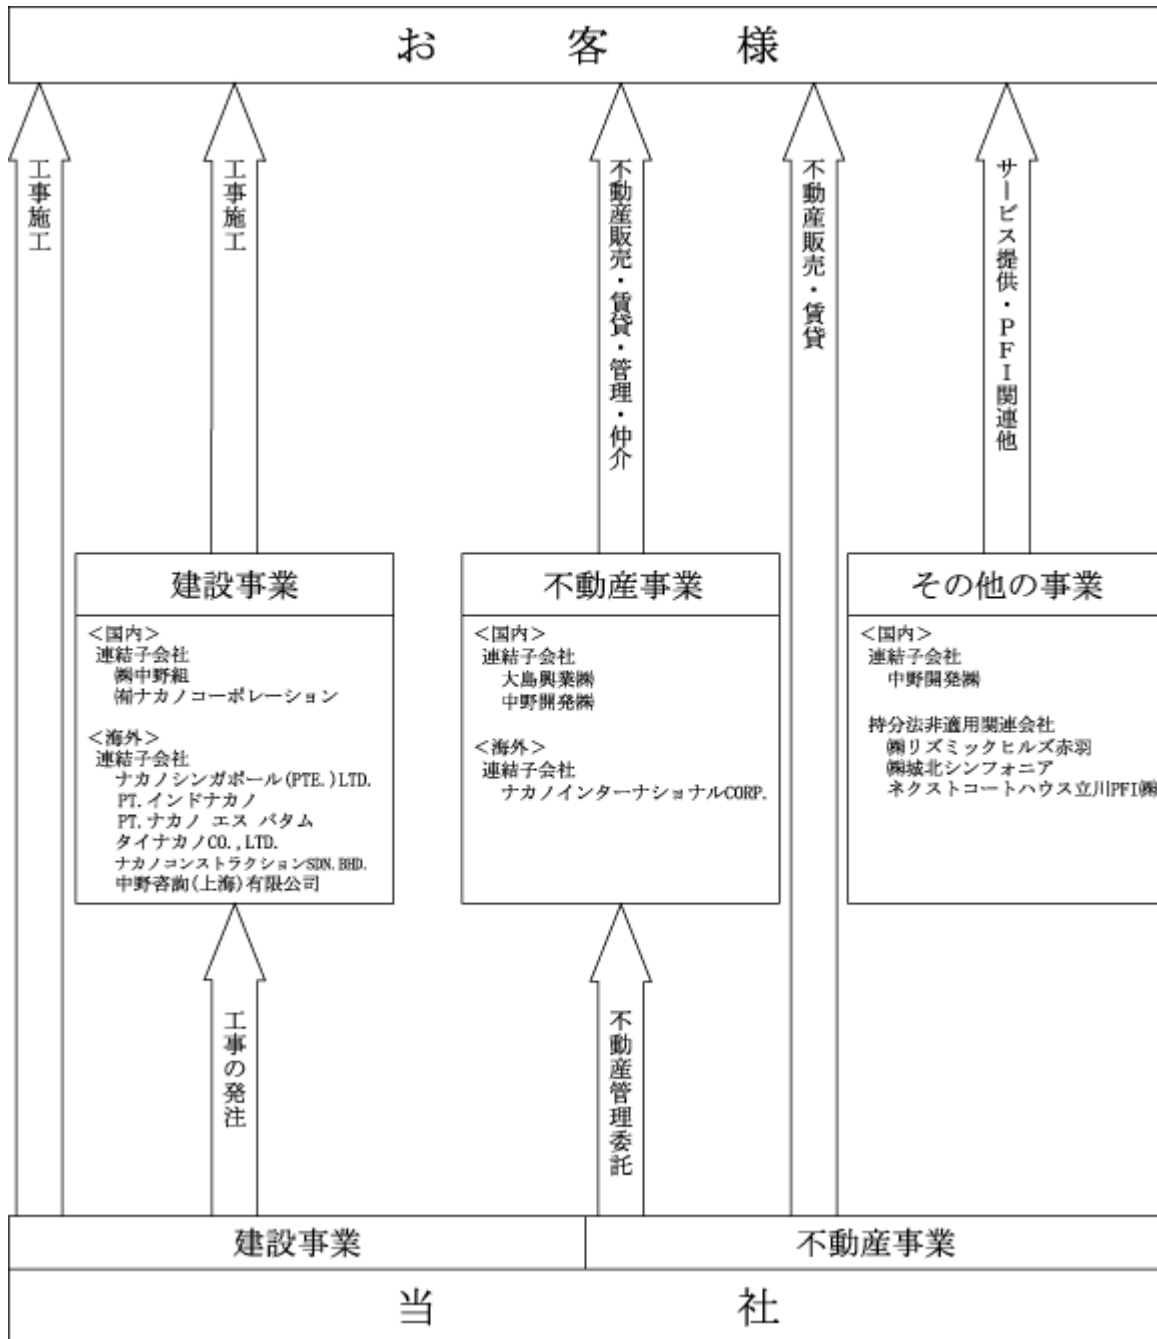 お客様
工事施工
工事施工
不動産販売・賃貸・管理・仲介
不動産販売・賃貸
サービス提供・PFI関連他
建設事業
＜国内＞
連結子会社
㈱中野組
㈲ナカノコーポレーション
＜海外＞
連結子会社
ナカノシンガポール(PTE.)LTD.
PT.インドナカノ
PT.ナカノ エス バタム
タイナカノCO.,LTD.
ナカノコンストラクションSDN.BHD.
中野咨詢(上海)有限公司
不動産事業
＜国内＞
連結子会社
大島興業㈱
中野開発㈱
＜海外＞
連結子会社
ナカノインターナショナルCORP.
その他の事業
＜国内＞
連結子会社
中野開発㈱
持分法非適用関連会社
㈱リズミックヒルズ赤羽
㈱城北シンフォニア
ネクストコートハウス立川PFI㈱
工事の発注
不動産管理委託
建設事業
不動産事業
当社